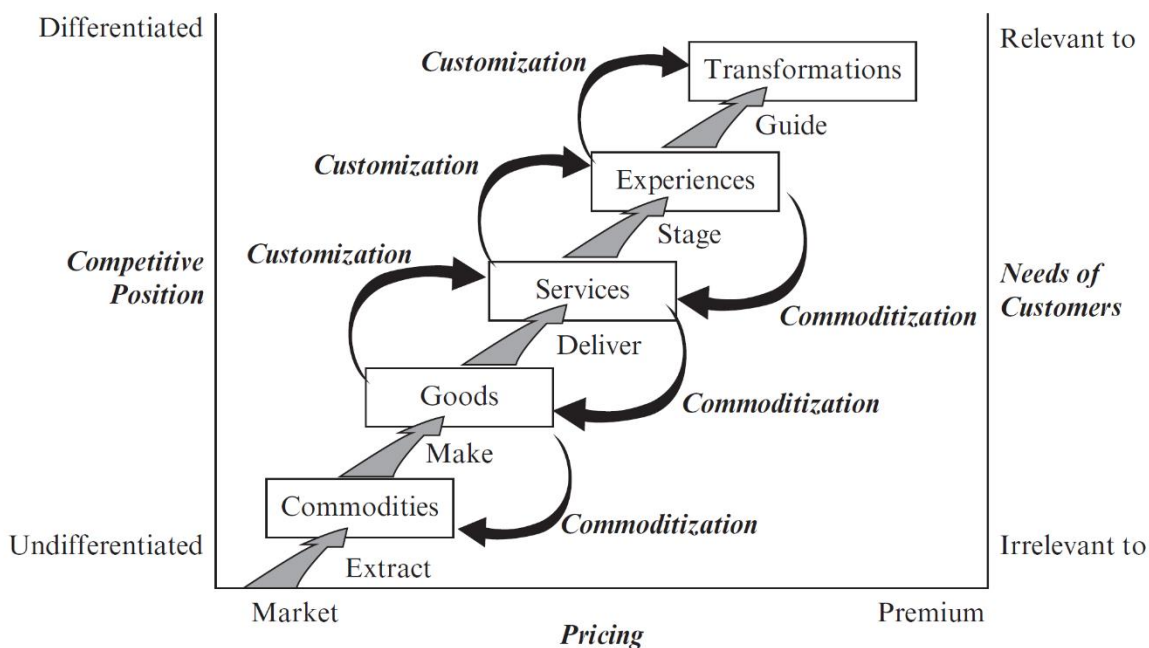 Differentiated
Relevant to
Customization
Transformations
Guide
Customization
Experiences
Stage
Customization
Competitive
Position
Needs of
Customers
Services
Commoditization
Deliver
Goods
Commoditization
Make
Commodities
Commoditization
Undifferentiated
Irrelevant to
Extract
Market
Premium
Pricing